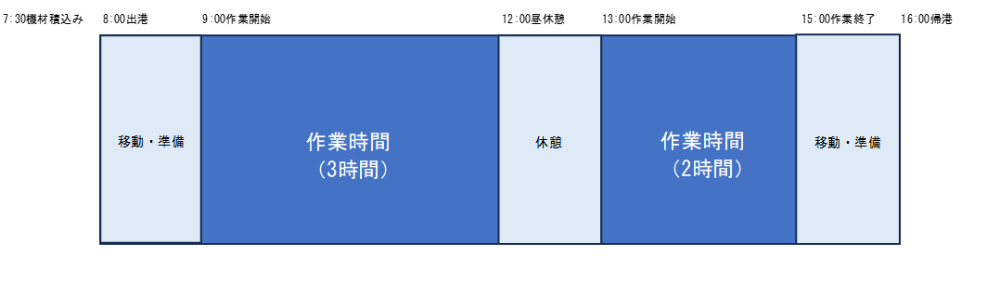 7:30機材積込み
8:00出港
9:00作業開始
12:00昼休憩
13:00作業開始
15:00作業終了
16:00帰港
移動・準備
作業時間
（3時間）
休憩
作業時間
（2時間）
移動・準備